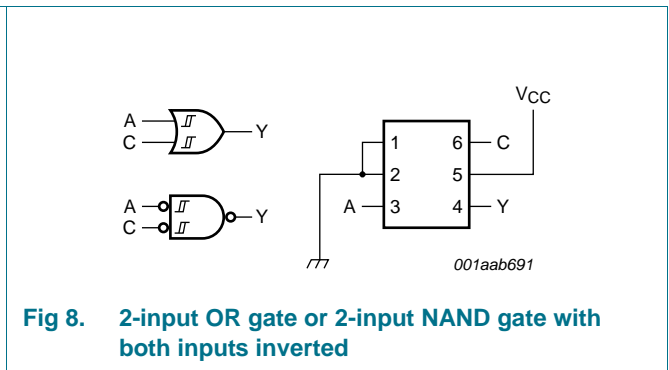 A
C
Y
A
C
Y
VCC
1 6 C
2 5
A 3 4 Y
001aab691
Fig 8. 2-input OR gate or 2-input NAND gate with
both inputs inverted